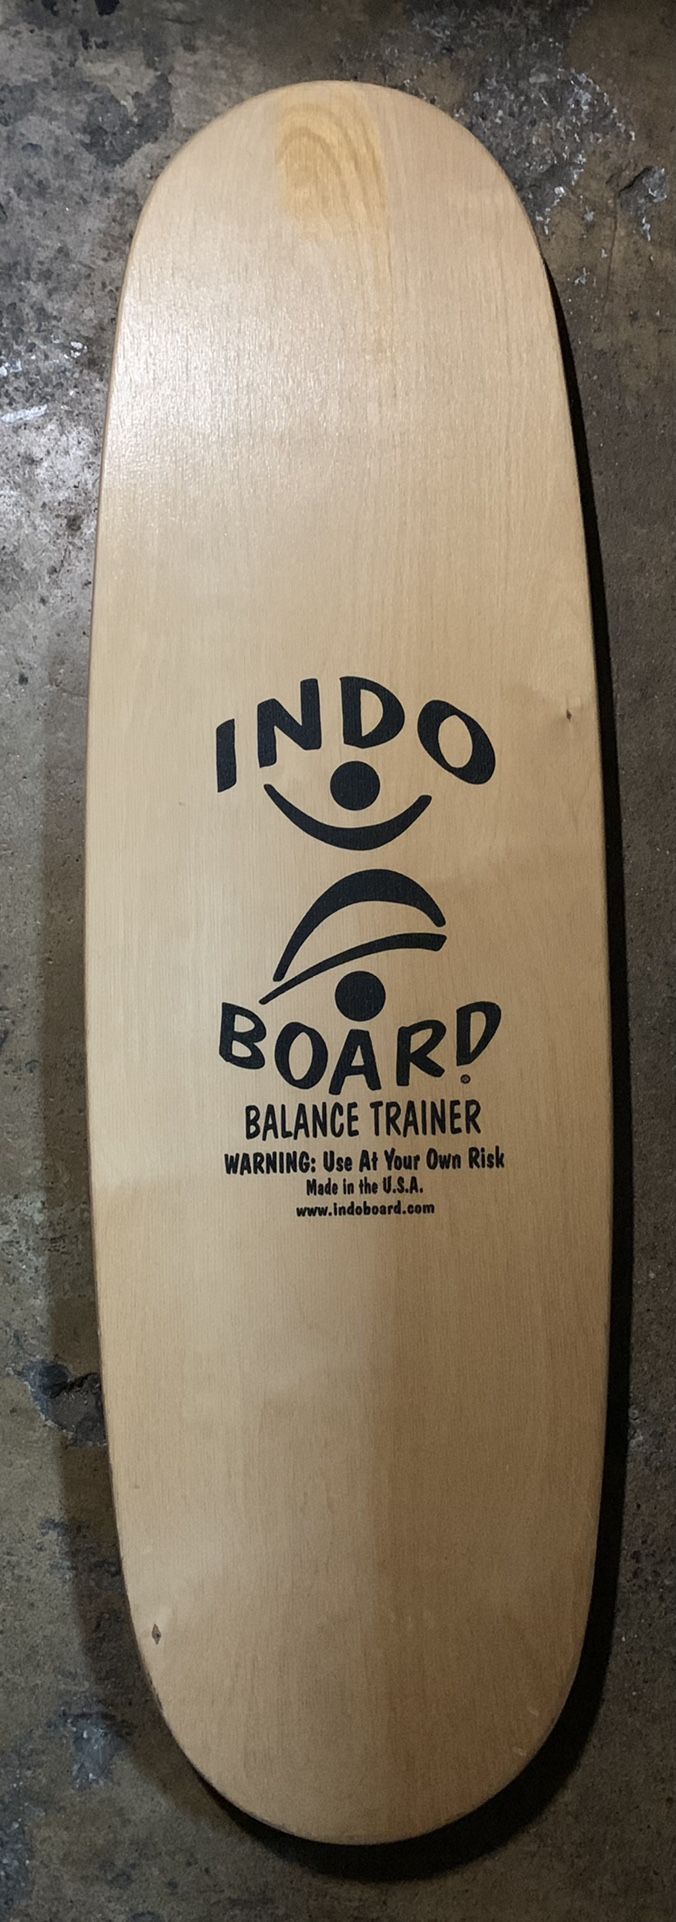 INDO
BOARD®
BALANCE TRAINER
WARNING: Use At Your Own Risk
Made in the U.S.A.
www.indoboard.com